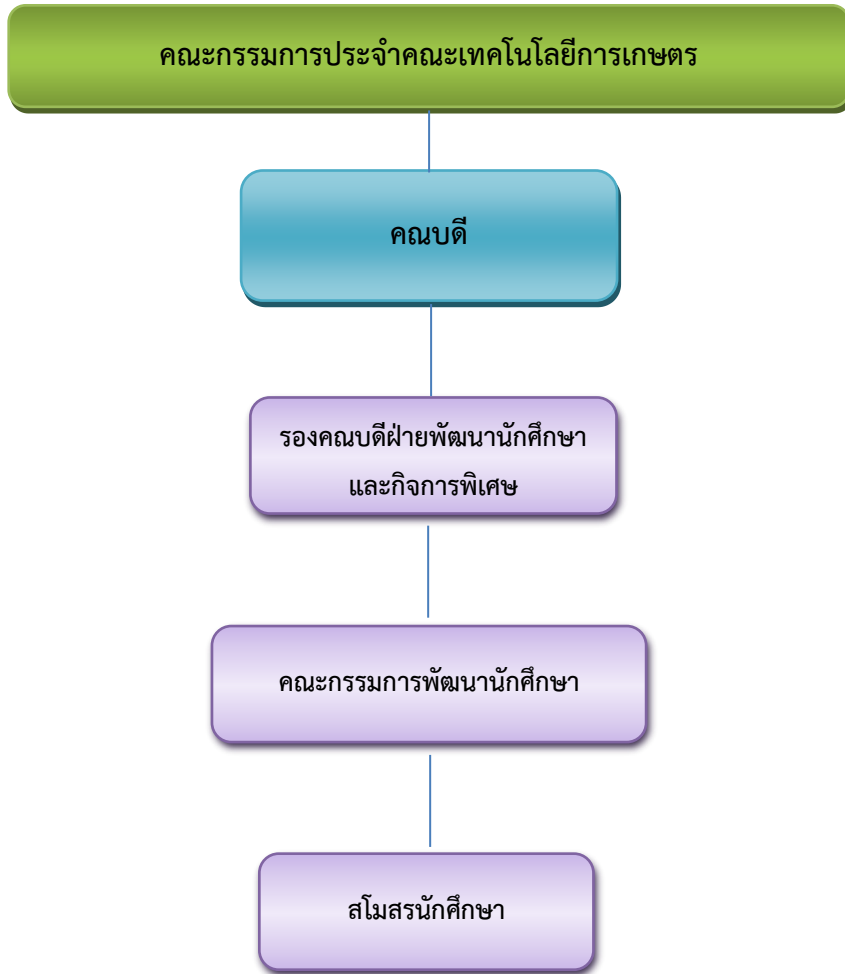 คณะกรรมการประจำคณะเทคโนโลยีการเกษตร
คณบดี
รองคณบดีฝ่ายพัฒนานักศึกษา
และกิจการพิเศษ
คณะกรรมการพัฒนานักศึกษา
สโมสรนักศึกษา